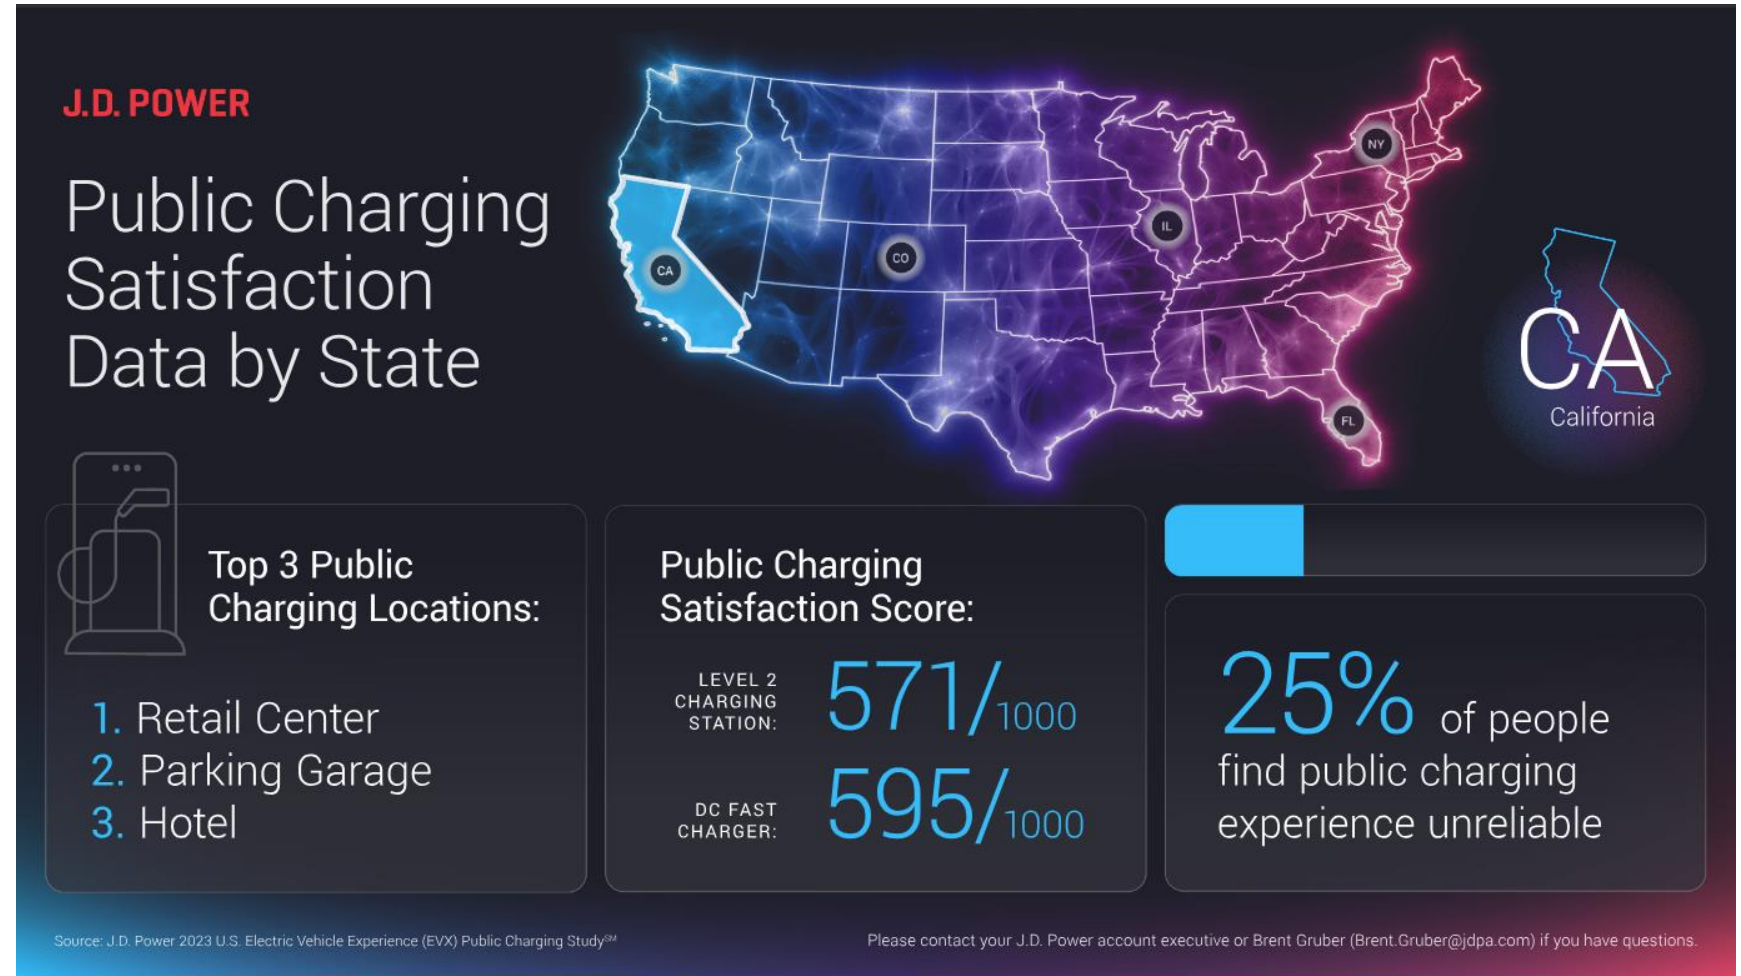 J.D. POWER
Public Charging
Satisfaction
Data by State
CA
CO
IL
NY
FL
CA
California
Top 3 Public
Charging Locations:
1. Retail Center
2. Parking Garage
3. Hotel
Public Charging
Satisfaction Score:
LEVEL 2
CHARGING
STATION:
571/1000
DC FAST
CHARGER:
595/1000
25% of people
find public charging
experience unreliable
Source: J.D. Power 2023 U.S. Electric Vehicle Experience (EVX) Public Charging Study℠
Please contact your J.D. Power account executive or Brent Gruber (Brent.Gruber@jdpa.com) if you have questions.